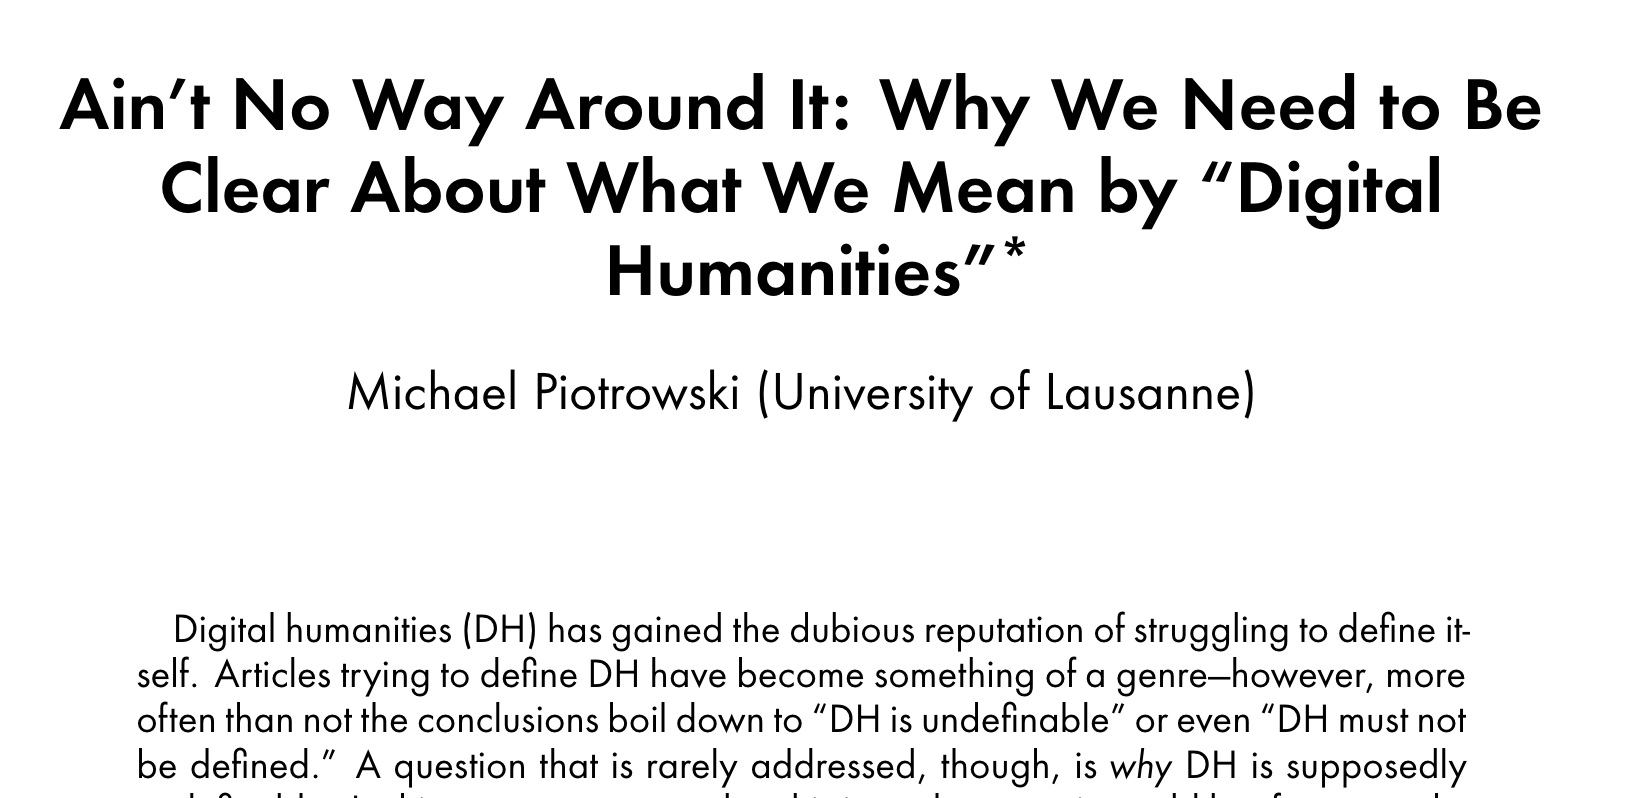 Ain’t No Way Around It: Why We Need to Be
Clear About What We Mean by “Digital
Humanities”*
Michael Piotrowski (University of Lausanne)
Digital humanities (DH) has gained the dubious reputation of struggling to define it-
self. Articles trying to define DH have become something of a genre—however, more
often than not the conclusions boil down to “DH is undefinable” or even “DH must not
be defined.” A question that is rarely addressed, though, is why DH is supposedly